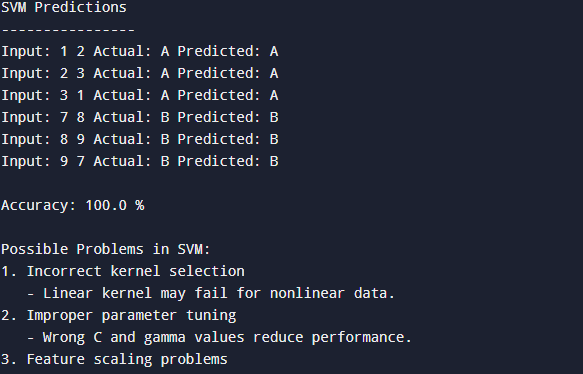 SVM Predictions
----------------
Input: 1 2 Actual: A Predicted: A
Input: 2 3 Actual: A Predicted: A
Input: 3 1 Actual: A Predicted: A
Input: 7 8 Actual: B Predicted: B
Input: 8 9 Actual: B Predicted: B
Input: 9 7 Actual: B Predicted: B

Accuracy: 100.0 %

Possible Problems in SVM:
1. Incorrect kernel selection
   - Linear kernel may fail for nonlinear data.
2. Improper parameter tuning
   - Wrong C and gamma values reduce performance.
3. Feature scaling problems